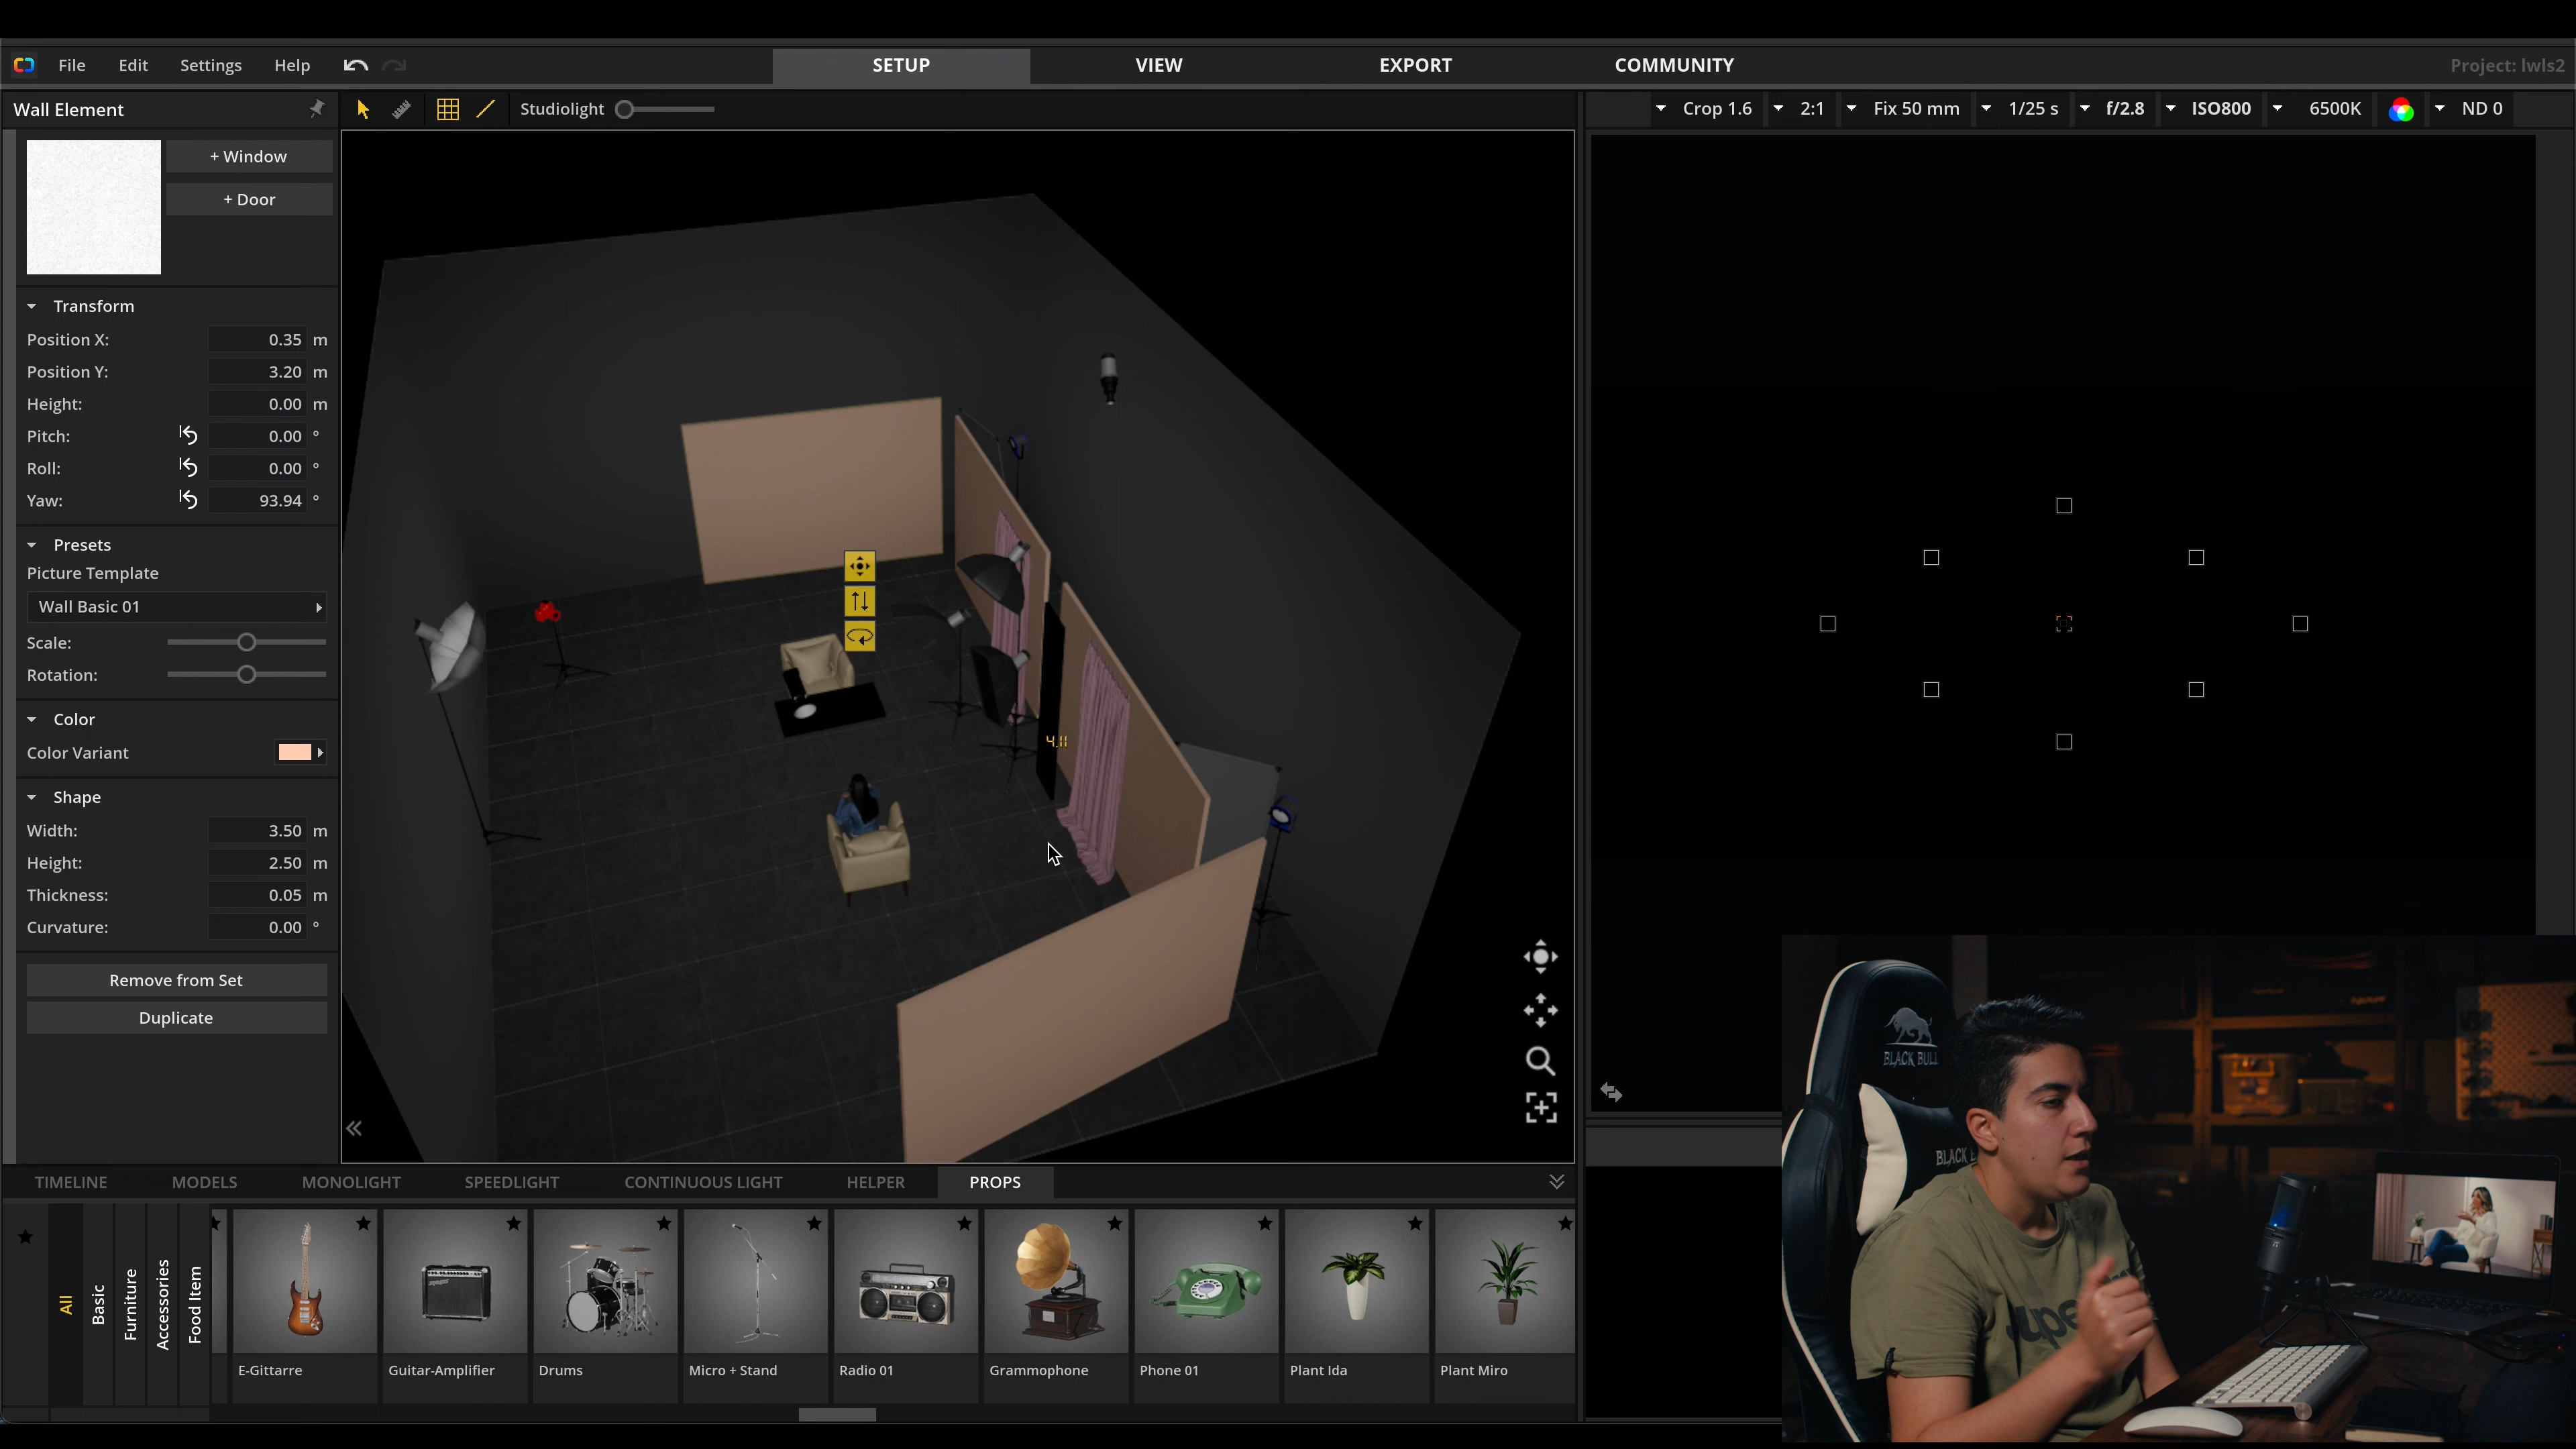 File Edit Settings Help
SETUP VIEW EXPORT COMMUNITY
Project: lwls2
Wall Element
Studiolight
Crop 1.6 2:1 Fix 50 mm 1/25 s f/2.8 ISO800 6500K ND 0
+ Window
+ Door
Transform
Position X: 0.35 m
Position Y: 3.20 m
Height: 0.00 m
Pitch: 0.00 °
Roll: 0.00 °
Yaw: 93.94 °
Presets
Picture Template
Wall Basic 01
Scale:
Rotation:
Color
Color Variant
Shape
Width: 3.50 m
Height: 2.50 m
Thickness: 0.05 m
Curvature: 0.00 °
Remove from Set
Duplicate
4.11
TIMELINE MODELS MONOLIGHT SPEEDLIGHT CONTINUOUS LIGHT HELPER PROPS
All
Basic
Furniture
Accessories
Food Item
E-Gittarre
Guitar-Amplifier
Drums
Micro + Stand
Radio 01
Grammophone
Phone 01
Plant Ida
Plant Miro
BLACK BULL
BLACK